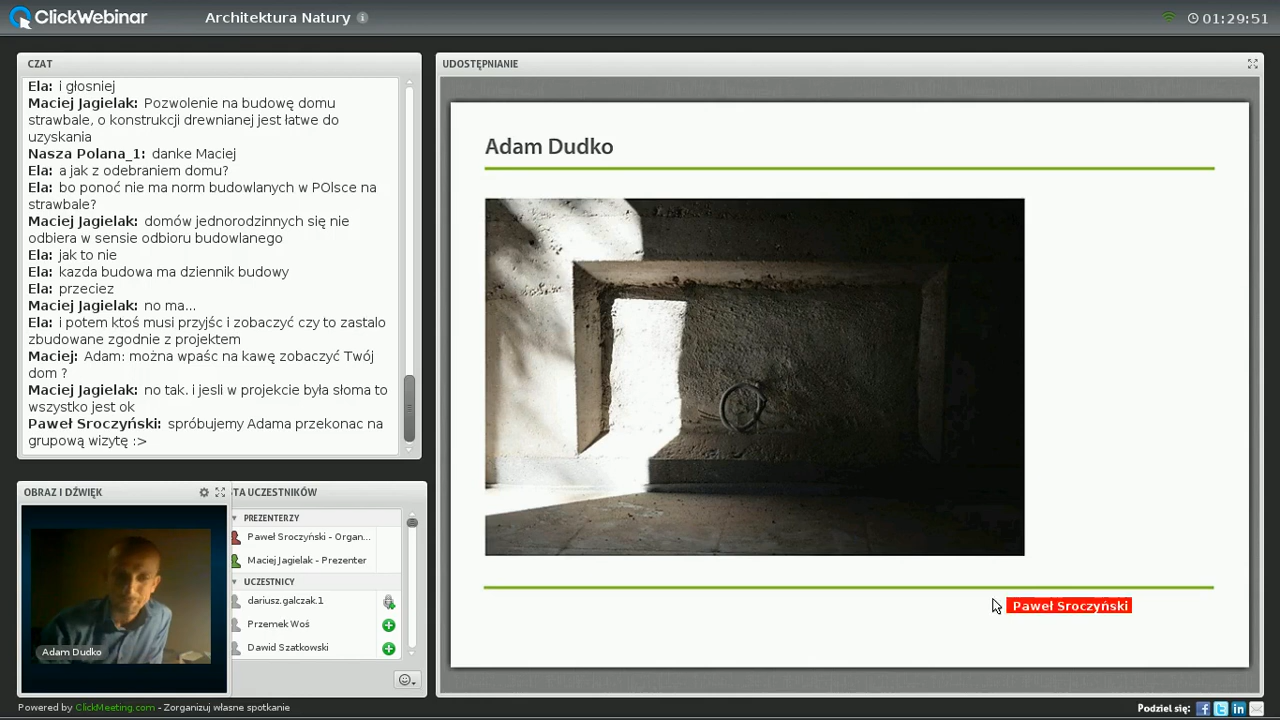 ClickWebinar
Architektura Natury
01:29:51
CZAT
Ela: i głosniej
Maciej Jagielak: Pozwolenie na budowę domu
strawbale, o konstrukcji drewnianej jest łatwe do
uzyskania
Nasza Polana_1: danke Maciej
Ela: a jak z odebraniem domu?
Ela: bo ponoć nie ma norm budowlanych w POlsce na
strawbale?
Maciej Jagielak: domów jednorodzinnych się nie
odbiera w sensie odbioru budowlanego
Ela: jak to nie
Ela: kazda budowa ma dziennik budowy
Ela: przeciez
Maciej Jagielak: no ma...
Ela: i potem ktoś musi przyjśc i zobaczyć czy to zastalo
zbudowane zgodnie z projektem
Maciej: Adam: można wpaśc na kawę zobaczyć Twój
dom ?
Maciej Jagielak: no tak. i jesli w projekcie była słoma to
wszystko jest ok
Paweł Sroczyński: spróbujemy Adama przekonac na
grupową wizytę :>
OBRAZ I DŹWIĘK
Adam Dudko
TA UCZESTNIKÓW
PREZENTERZY
Paweł Sroczyński - Organ...
Maciej Jagielak - Prezenter
UCZESTNICY
dariusz.galczak.1
Przemek Woś
Dawid Szatkowski
UDOSTĘPNIANIE
Adam Dudko
Paweł Sroczyński
Powered by ClickMeeting.com - Zorganizuj własne spotkanie
Podziel się: